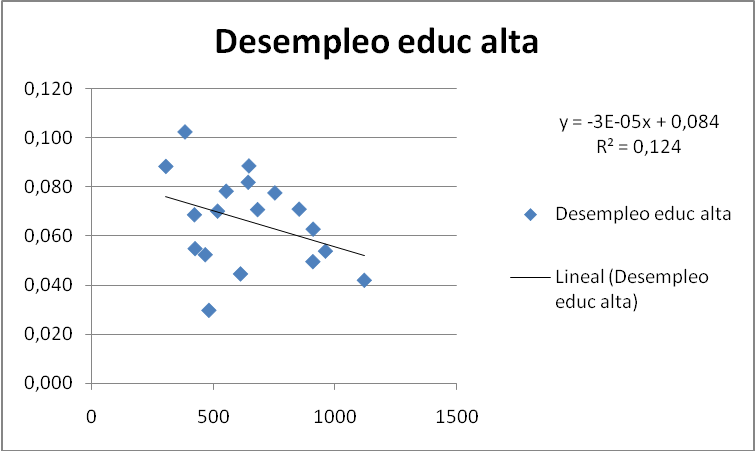 Desempleo educ alta
0,120
0,100
0,080
0,060
0,040
0,020
0,000
0 500 1000 1500
y = -3E-05x + 0,084
R² = 0,124
Desempleo educ alta
Lineal (Desempleo
educ alta)